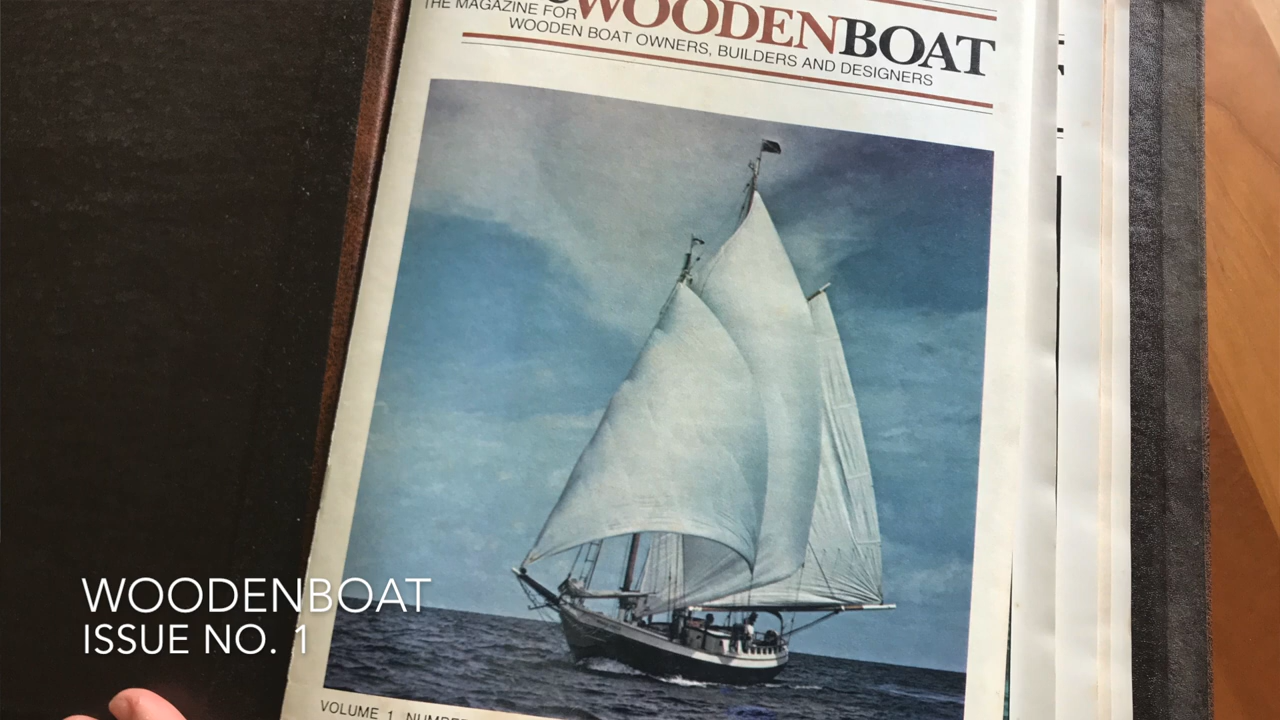 THE MAGAZINE FOR WOODENBOAT
WOODEN BOAT OWNERS, BUILDERS AND DESIGNERS
WOODENBOAT
ISSUE NO. 1
VOLUME 1